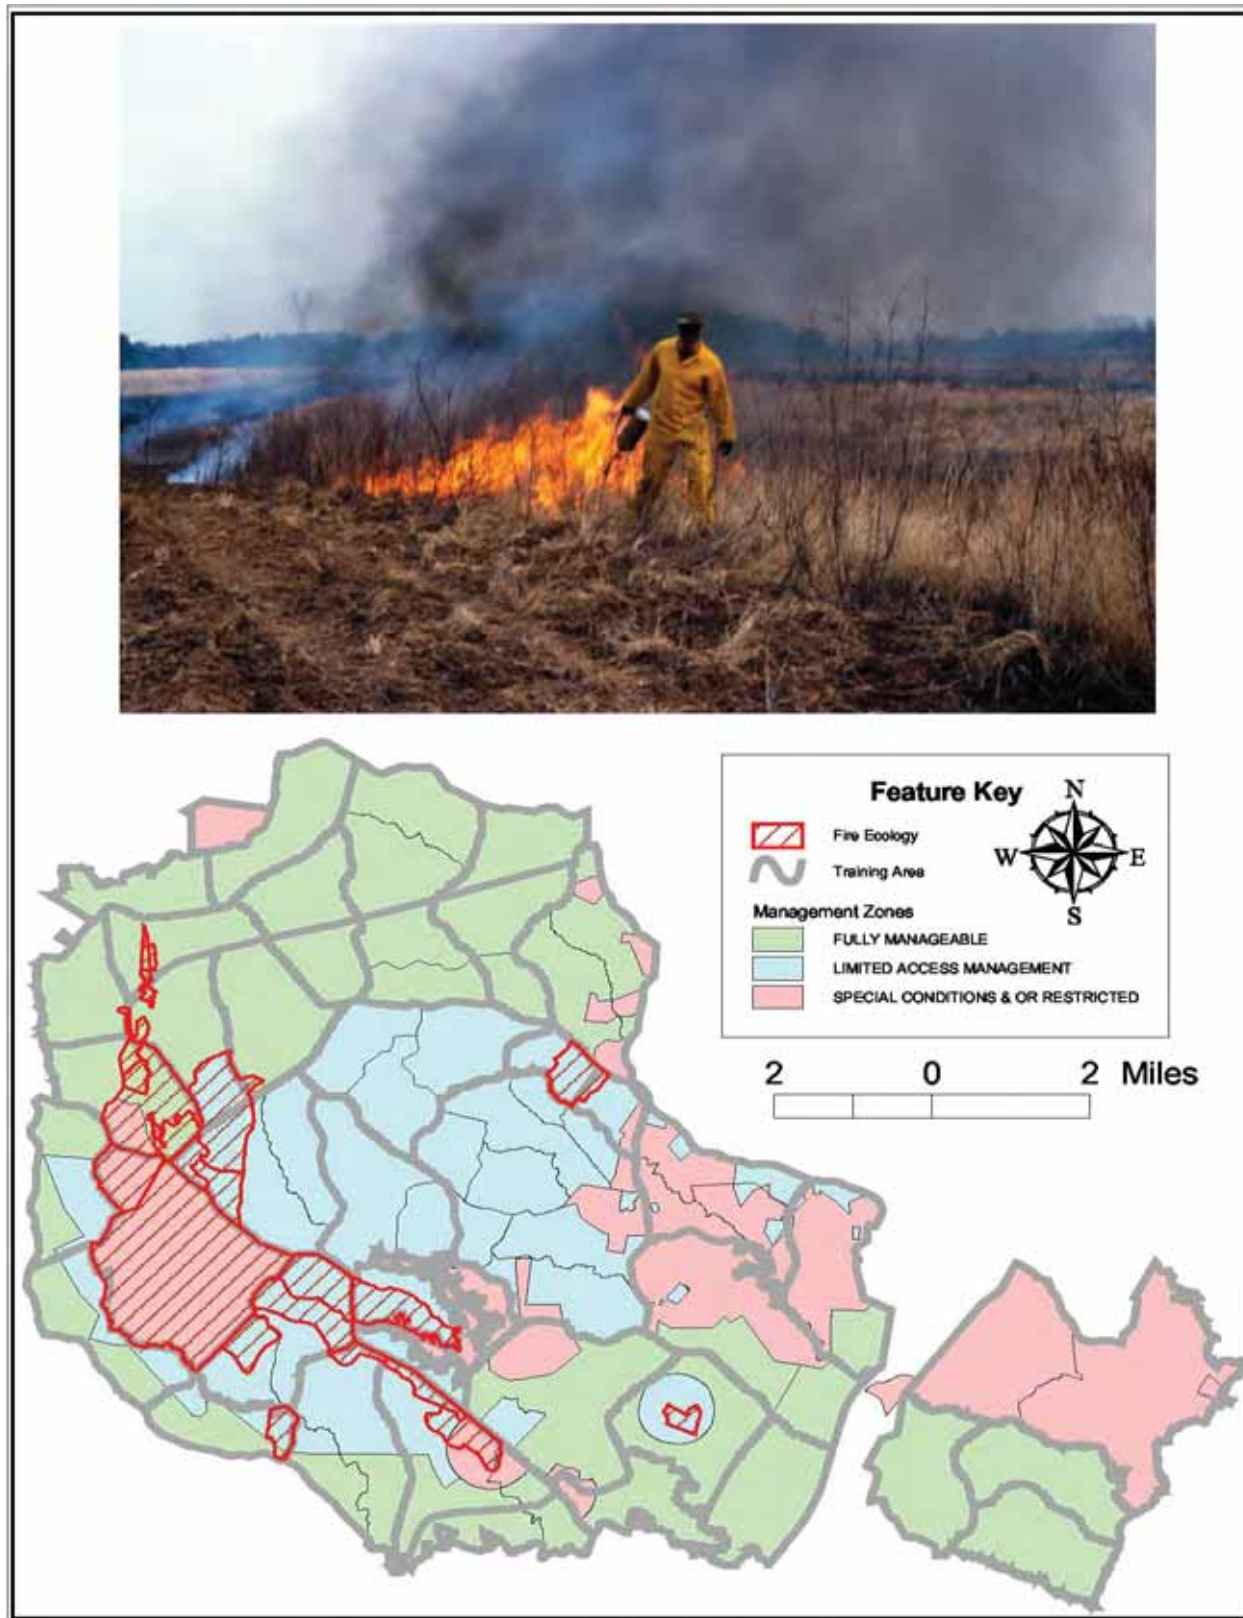 Feature Key
N
W E
S
Fire Ecology
Training Area
Management Zones
FULLY MANAGEABLE
LIMITED ACCESS MANAGEMENT
SPECIAL CONDITIONS & OR RESTRICTED
2 0 2 Miles